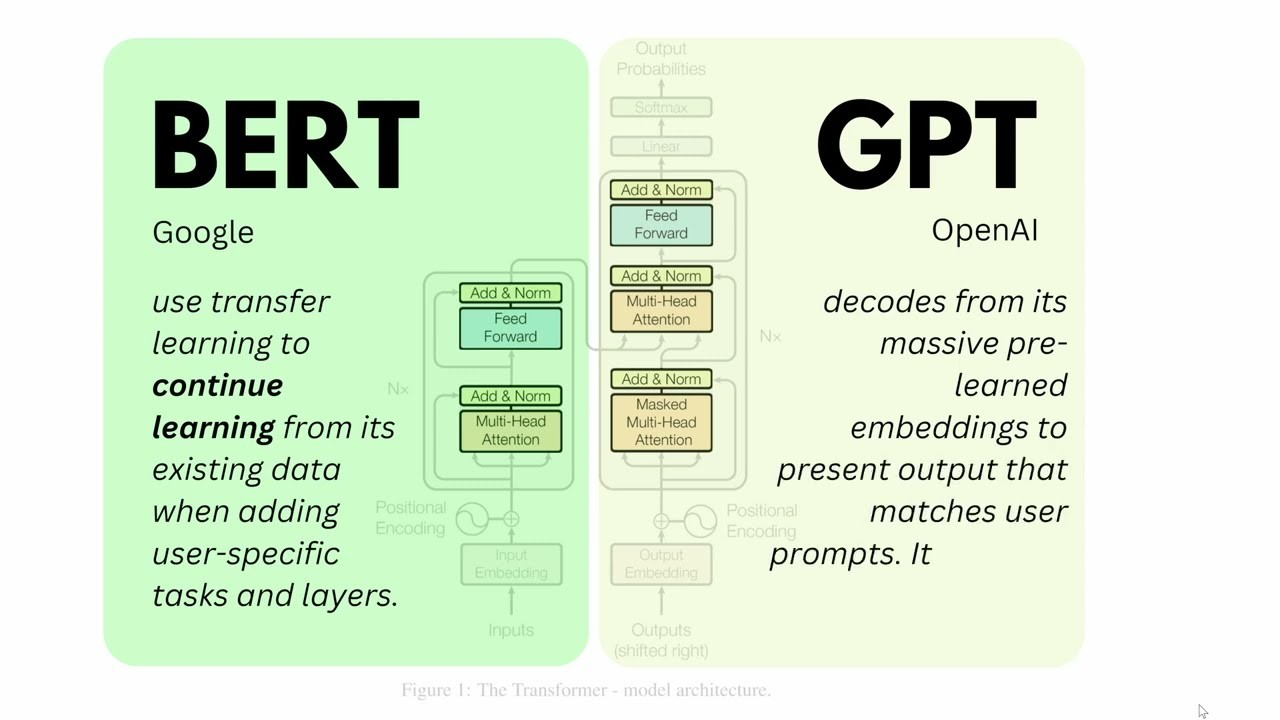 BERT
Google
use transfer
learning to
continue
learning from its
existing data
when adding
user-specific
tasks and layers.
Add & Norm
Feed
Forward
Nx
Add & Norm
Multi-Head
Attention
Positional
Encoding
Input
Embedding
Inputs
Output
Probabilities
Softmax
Linear
Add & Norm
Feed
Forward
Add & Norm
Multi-Head
Attention
Nx
Add & Norm
Masked
Multi-Head
Attention
Positional
Encoding
Output
Embedding
Outputs
(shifted right)
GPT
OpenAI
decodes from its
massive pre-
learned
embeddings to
present output that
matches user
prompts. It
Figure 1: The Transformer - model architecture.